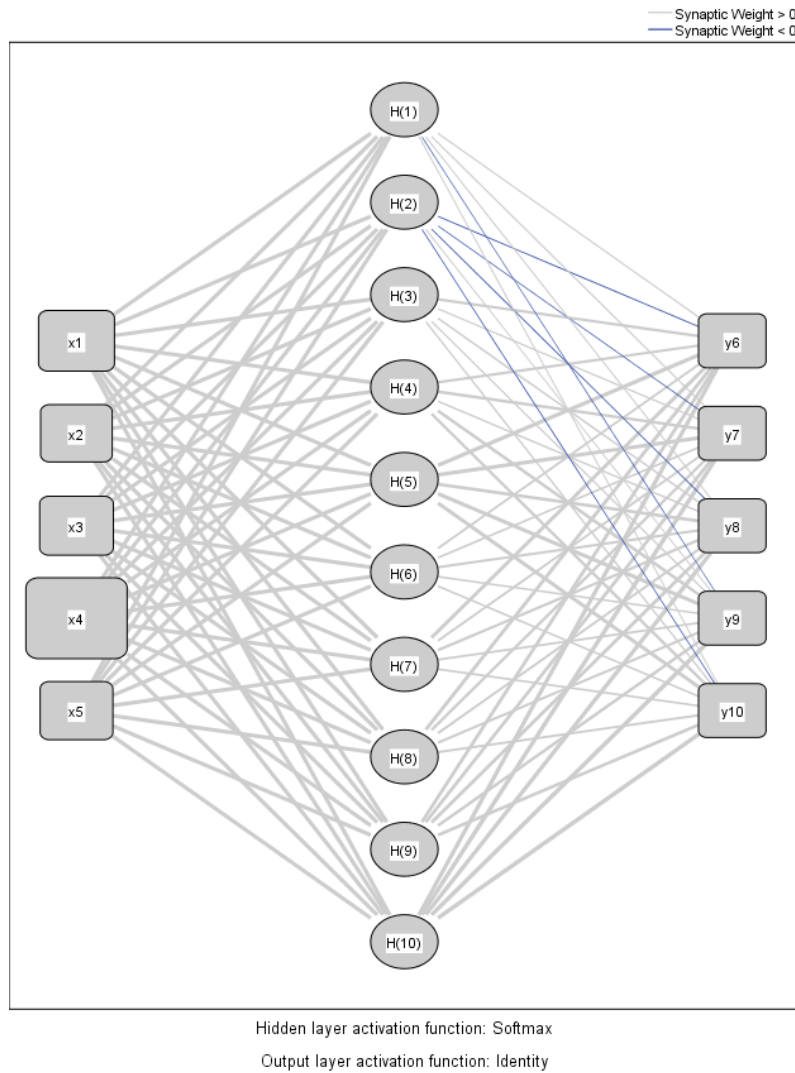 Synaptic Weight > 0
Synaptic Weight < 0
H(1)
H(2)
H(3)
x1
y6
H(4)
x2
y7
H(5)
x3
y8
H(6)
x4
y9
H(7)
x5
y10
H(8)
H(9)
H(10)
Hidden layer activation function: Softmax
Output layer activation function: Identity